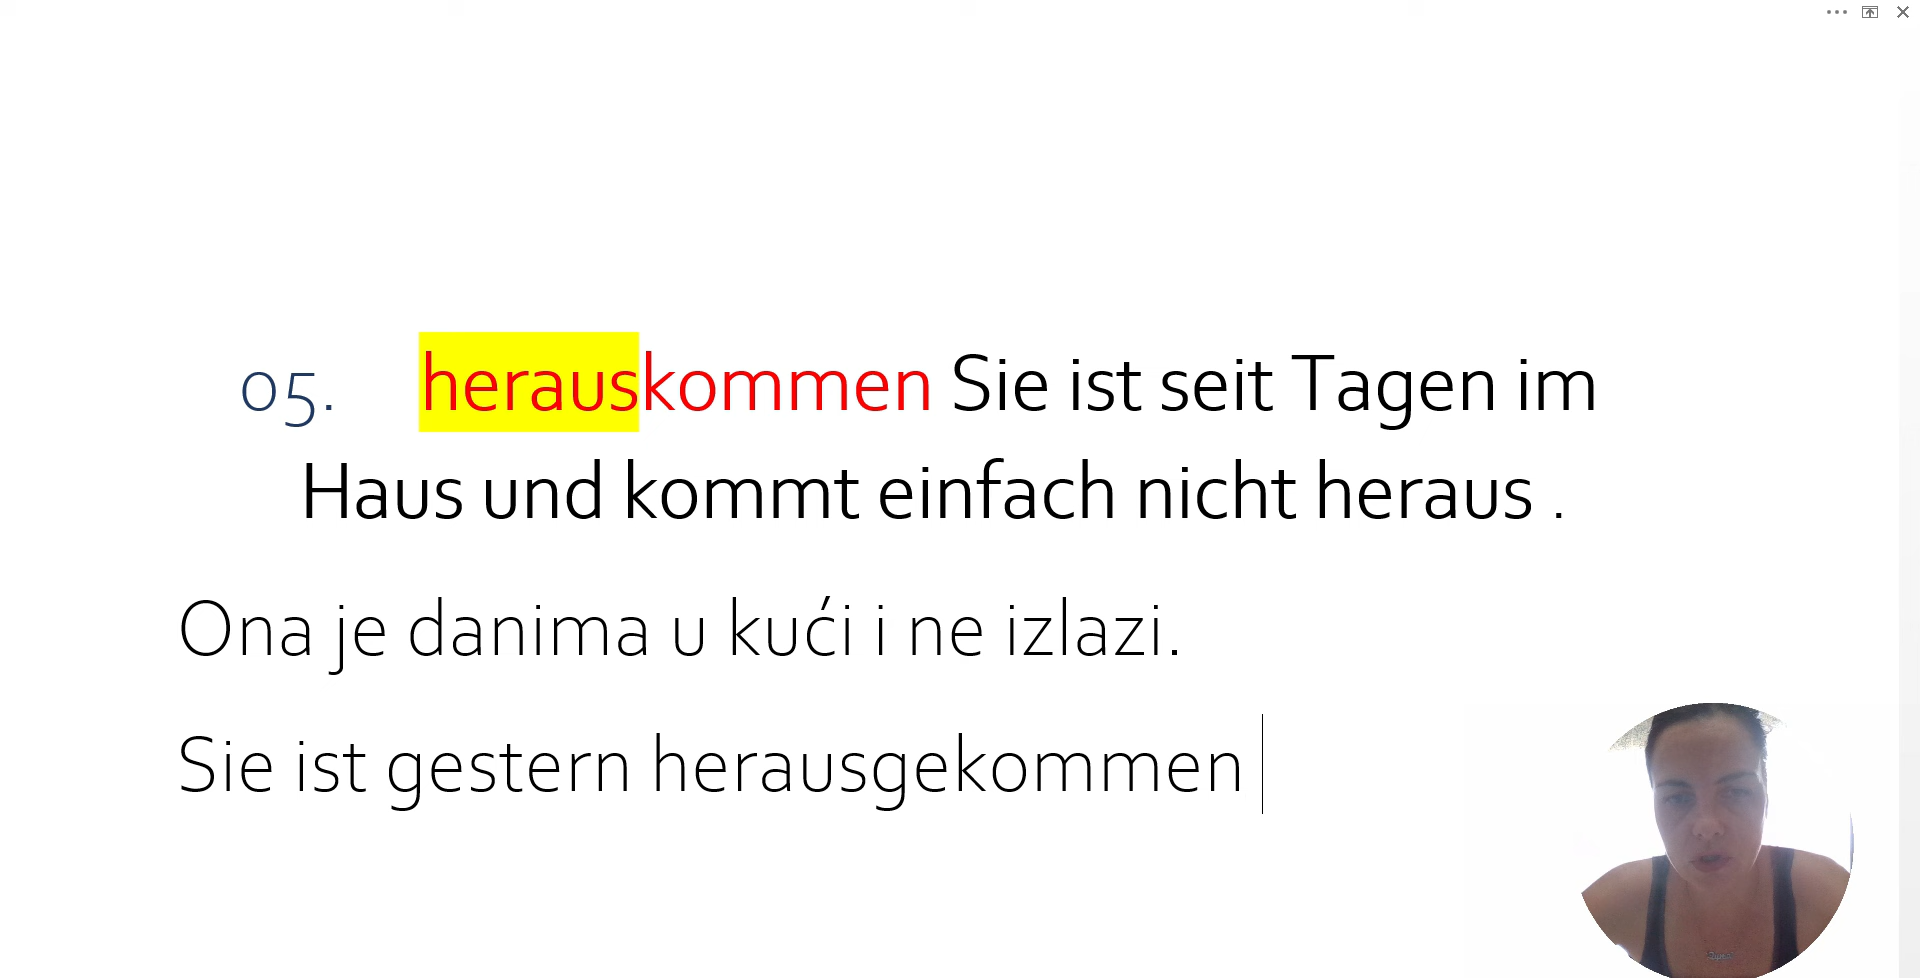 05. herauskommen Sie ist seit Tagen im
Haus und kommt einfach nicht heraus .
Ona je danima u kući i ne izlazi.
Sie ist gestern herausgekommen